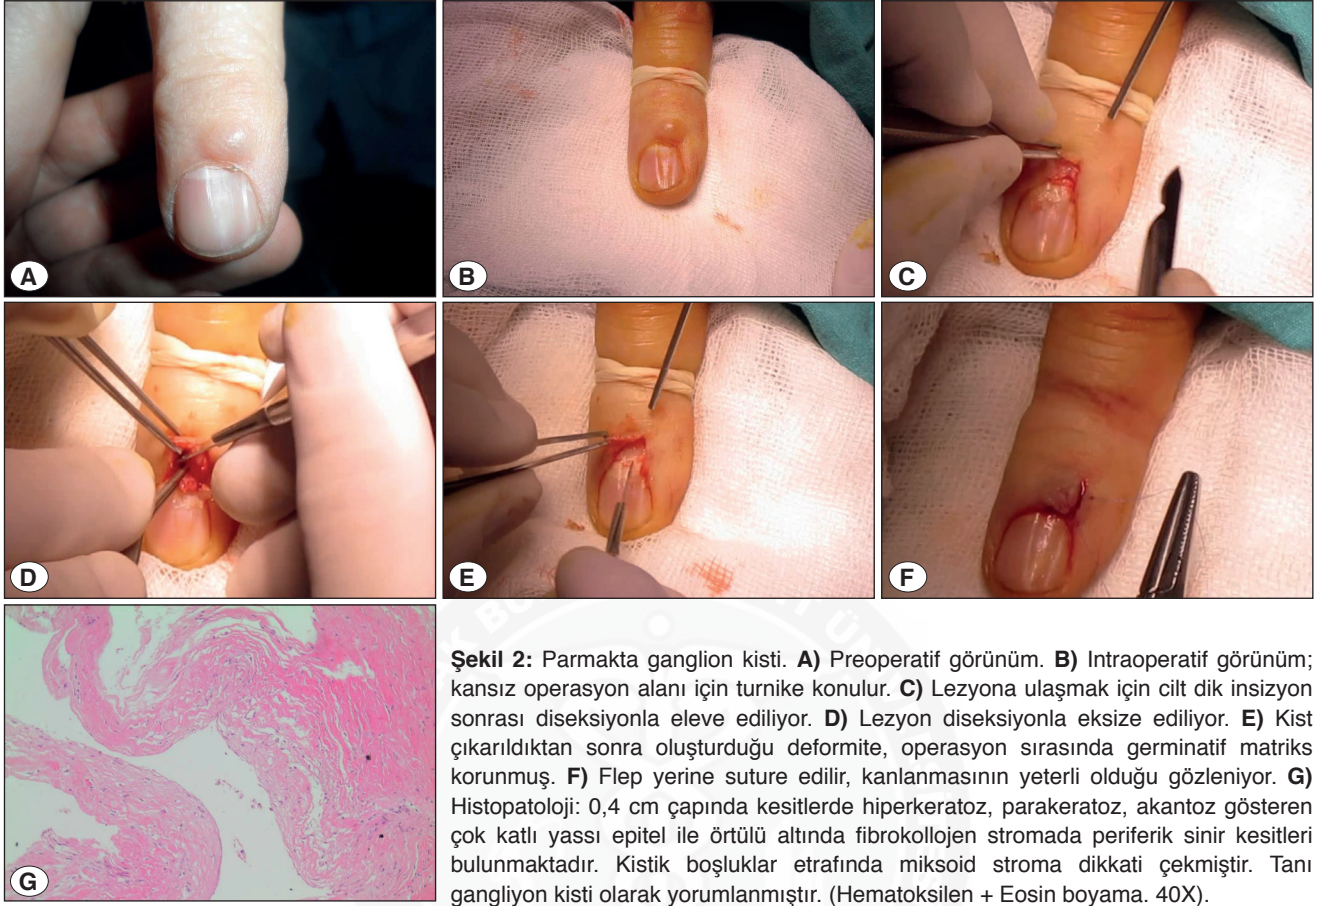 A
B
C
D
E
F
G
Şekil 2: Parmakta ganglion kisti. A) Preoperatif görünüm. B) Intraoperatif görünüm;
kansız operasyon alanı için turnike konulur. C) Lezyona ulaşmak için cilt dik insizyon
sonrası diseksiyonla eleve ediliyor. D) Lezyon diseksiyonla eksize ediliyor. E) Kist
çıkarıldıktan sonra oluşturduğu deformite, operasyon sırasında germinatif matriks
korunmuş. F) Flep yerine suture edilir, kanlanmasının yeterli olduğu gözleniyor. G)
Histopatoloji: 0,4 cm çapında kesitlerde hiperkeratoz, parakeratoz, akantoz gösteren
çok katlı yassı epitel ile örtülü altında fibrokollojen stromada periferik sinir kesitleri
bulunmaktadır. Kistik boşluklar etrafında miksoid stroma dikkati çekmiştir. Tanı
gangliyon kisti olarak yorumlanmıştır. (Hematoksilen + Eosin boyama. 40X).